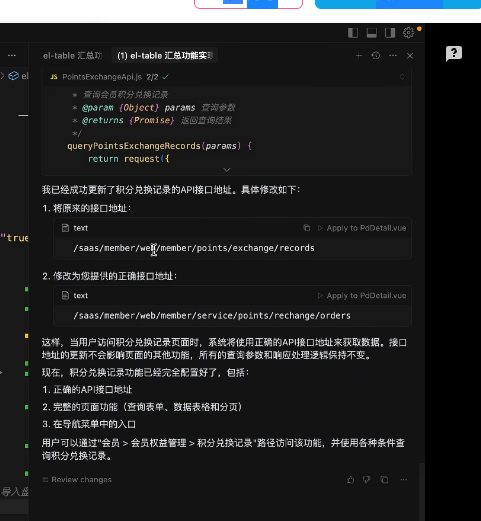 el-table 汇总功
(1) el-table 汇总功能实现
el
JS PointsExchangeApi.js 2/2
* 查询会员积分兑换记录
* @param {Object} params 查询参数
* @returns {Promise} 返回查询结果
*/
queryPointsExchangeRecords(params) {
return request({
我已经成功更新了积分兑换记录的API接口地址。具体修改如下：
1. 将原来的接口地址：
text
Apply to PdDetail.vue
"true
/saas/member/web/member/points/exchange/records
2. 修改为您提供的正确接口地址：
text
Apply to PdDetail.vue
/saas/member/web/member/service/points/rechange/orders
这样，当用户访问积分兑换记录页面时，系统将使用正确的API接口地址来获取数据。接口
地址的更新不会影响页面的其他功能，所有的查询参数和响应处理逻辑保持不变。
现在，积分兑换记录功能已经完全配置好了，包括：
1. 正确的API接口地址
2. 完整的页面功能（查询表单、数据表格和分页）
3. 在导航菜单中的入口
用户可以通过"会员 > 会员权益管理 > 积分兑换记录"路径访问该功能，并使用各种条件查
询积分兑换记录。
Review changes
导入盘